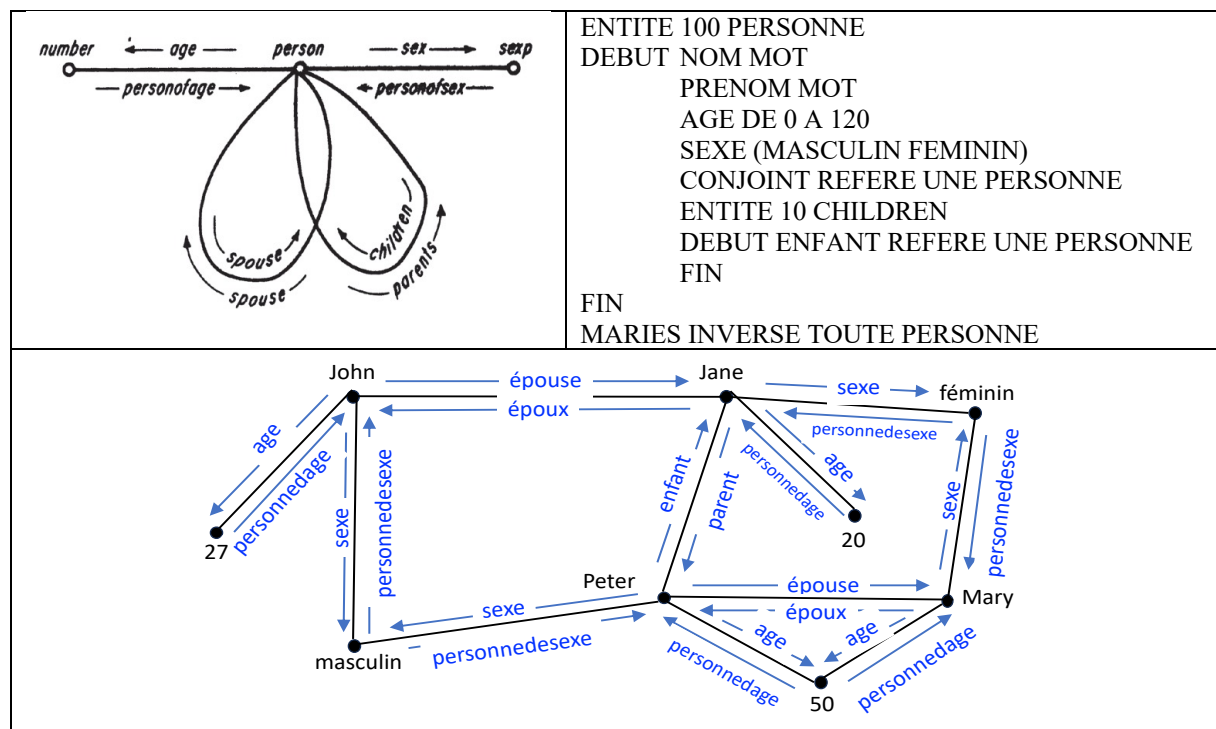 number
age
person
sex
sexp
personofage
personofsex
spouse
spouse
children
parents
ENTITE 100 PERSONNE
DEBUT NOM MOT
PRENOM MOT
AGE DE 0 A 120
SEXE (MASCULIN FEMININ)
CONJOINT REFERE UNE PERSONNE
ENTITE 10 CHILDREN
DEBUT ENFANT REFERE UNE PERSONNE
FIN
FIN
MARIES INVERSE TOUTE PERSONNE
John
épouse
Jane
sexe
féminin
époux
personnedesexe
age
personnedage
sexe
personnedesexe
enfant
parent
personnedage
age
sexe
personnedesexe
27
20
Peter
épouse
Mary
sexe
époux
age
age
masculin
personnedesexe
personnedage
personnedage
50